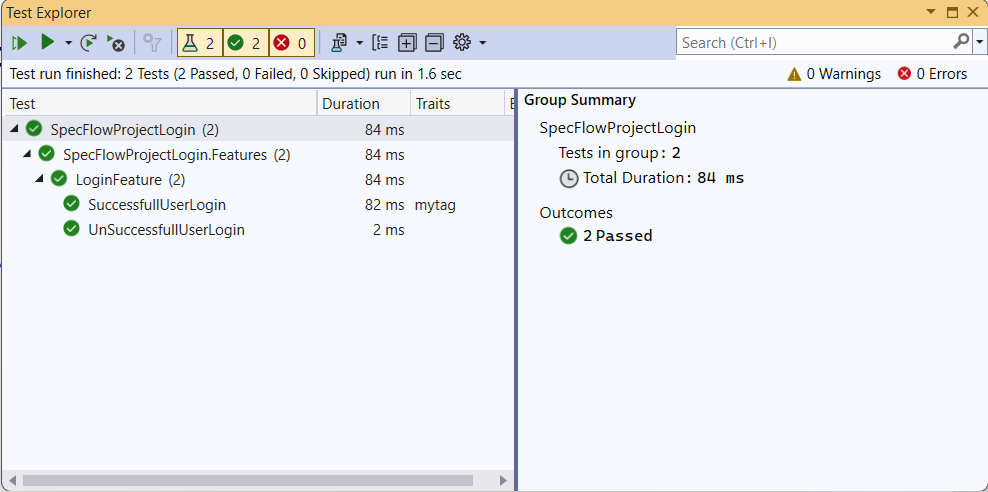 Test Explorer
2 2 0 Search (Ctrl+I)
Test run finished: 2 Tests (2 Passed, 0 Failed, 0 Skipped) run in 1.6 sec 0 Warnings 0 Errors
Test Duration Traits E
SpecFlowProjectLogin (2) 84 ms
SpecFlowProjectLogin.Features (2) 84 ms
LoginFeature (2) 84 ms
SuccessfullUserLogin 82 ms mytag
UnSuccessfullUserLogin 2 ms
Group Summary
SpecFlowProjectLogin
Tests in group: 2
Total Duration: 84 ms
Outcomes
2 Passed